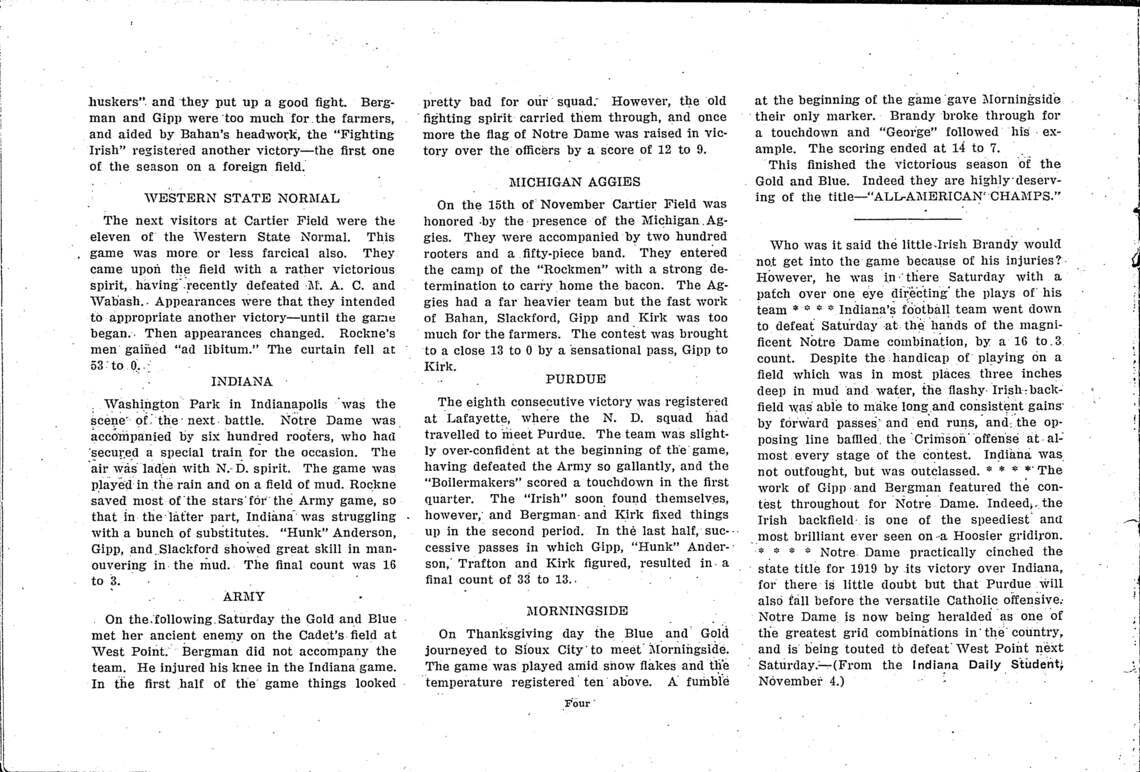 huskers" and they put up a good fight. Berg-
man and Gipp were too much for the farmers,
and aided by Bahan's headwork, the "Fighting
Irish" registered another victory—the first one
of the season on a foreign field.
WESTERN STATE NORMAL
The next visitors at Cartier Field were the
eleven of the Western State Normal. This
game was more or less farcical also. They
came upon the field with a rather victorious
spirit, having recently defeated M. A. C. and
Wabash. Appearances were that they intended
to appropriate another victory—until the game
began. Then appearances changed. Rockne's
men gained "ad libitum." The curtain fell at
53 to 0.
INDIANA
Washington Park in Indianapolis was the
scene of the next battle. Notre Dame was
accompanied by six hundred rooters, who had
secured a special train for the occasion. The
air was laden with N. D. spirit. The game was
played in the rain and on a field of mud. Rockne
saved most of the stars for the Army game, so
that in the latter part, Indiana was struggling
with a bunch of substitutes. "Hunk" Anderson,
Gipp, and Slackford showed great skill in man-
ouvering in the mud. The final count was 16
to 3.
ARMY
On the following Saturday the Gold and Blue
met her ancient enemy on the Cadet's field at
West Point. Bergman did not accompany the
team. He injured his knee in the Indiana game.
In the first half of the game things looked
pretty bad for our squad. However, the old
fighting spirit carried them through, and once
more the flag of Notre Dame was raised in vic-
tory over the officers by a score of 12 to 9.
MICHIGAN AGGIES
On the 15th of November Cartier Field was
honored by the presence of the Michigan Ag-
gies. They were accompanied by two hundred
rooters and a fifty-piece band. They entered
the camp of the "Rockmen" with a strong de-
termination to carry home the bacon. The Ag-
gies had a far heavier team but the fast work
of Bahan, Slackford, Gipp and Kirk was too
much for the farmers. The contest was brought
to a close 13 to 0 by a sensational pass, Gipp to
Kirk.
PURDUE
The eighth consecutive victory was registered
at Lafayette, where the N. D. squad had
travelled to meet Purdue. The team was slight-
ly over-confident at the beginning of the game,
having defeated the Army so gallantly, and the
"Boilermakers" scored a touchdown in the first
quarter. The "Irish" soon found themselves,
however, and Bergman and Kirk fixed things
up in the second period. In the last half, suc-
cessive passes in which Gipp, "Hunk" Ander-
son, Trafton and Kirk figured, resulted in a
final count of 33 to 13.
MORNINGSIDE
On Thanksgiving day the Blue and Gold
journeyed to Sioux City to meet Morningside.
The game was played amid snow flakes and the
temperature registered ten above. A fumble
at the beginning of the game gave Morningside
their only marker. Brandy broke through for
a touchdown and "George" followed his ex-
ample. The scoring ended at 14 to 7.
This finished the victorious season of the
Gold and Blue. Indeed they are highly deserv-
ing of the title—"ALL-AMERICAN CHAMPS."
Who was it said the little Irish Brandy would
not get into the game because of his injuries?
However, he was in there Saturday with a
patch over one eye directing the plays of his
team * * * * Indiana's football team went down
to defeat Saturday at the hands of the magni-
ficent Notre Dame combination, by a 16 to 3
count. Despite the handicap of playing on a
field which was in most places three inches
deep in mud and water, the flashy Irish back-
field was able to make long and consistent gains
by forward passes and end runs, and the op-
posing line baffled the Crimson offense at al-
most every stage of the contest. Indiana was
not outfought, but was outclassed. * * * * The
work of Gipp and Bergman featured the con-
test throughout for Notre Dame. Indeed, the
Irish backfield is one of the speediest and
most brilliant ever seen on a Hoosier gridiron.
* * * * Notre Dame practically cinched the
state title for 1919 by its victory over Indiana,
for there is little doubt but that Purdue will
also fall before the versatile Catholic offensive.
Notre Dame is now being heralded as one of
the greatest grid combinations in the country,
and is being touted to defeat West Point next
Saturday.—(From the Indiana Daily Student,
November 4.)
Four